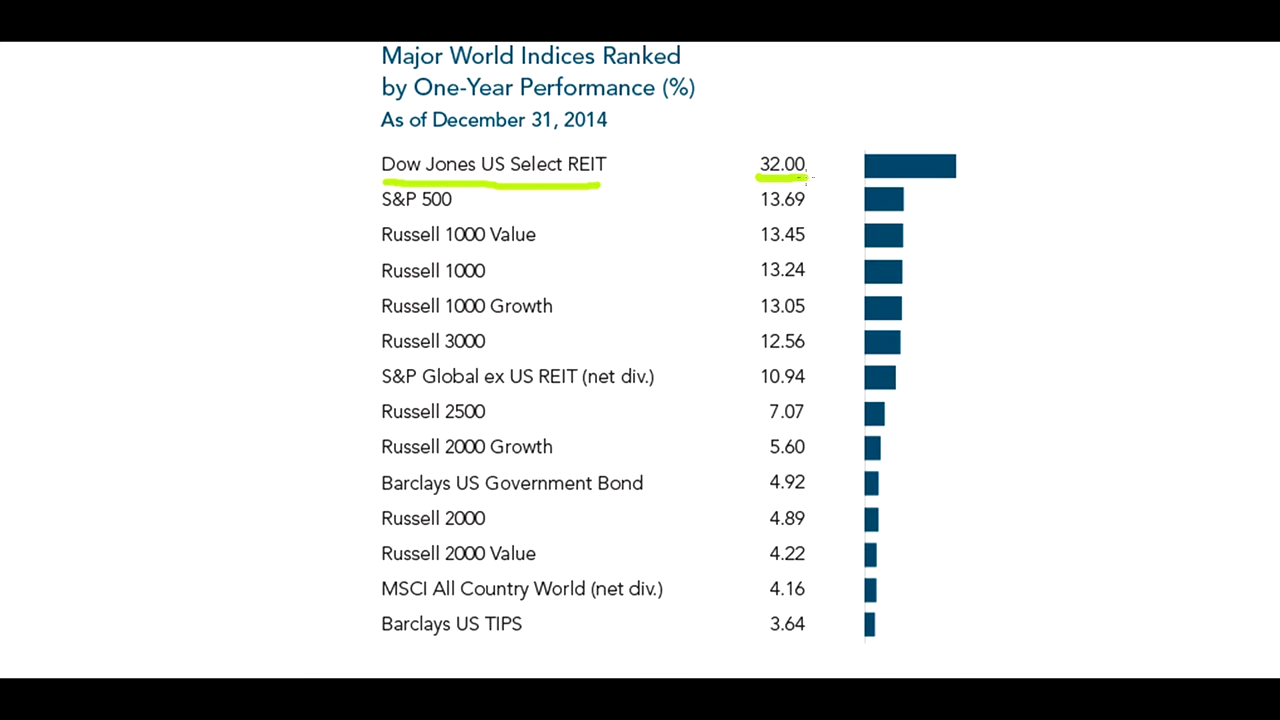 Major World Indices Ranked
by One-Year Performance (%)
As of December 31, 2014
Dow Jones US Select REIT 32.00
S&P 500 13.69
Russell 1000 Value 13.45
Russell 1000 13.24
Russell 1000 Growth 13.05
Russell 3000 12.56
S&P Global ex US REIT (net div.) 10.94
Russell 2500 7.07
Russell 2000 Growth 5.60
Barclays US Government Bond 4.92
Russell 2000 4.89
Russell 2000 Value 4.22
MSCI All Country World (net div.) 4.16
Barclays US TIPS 3.64